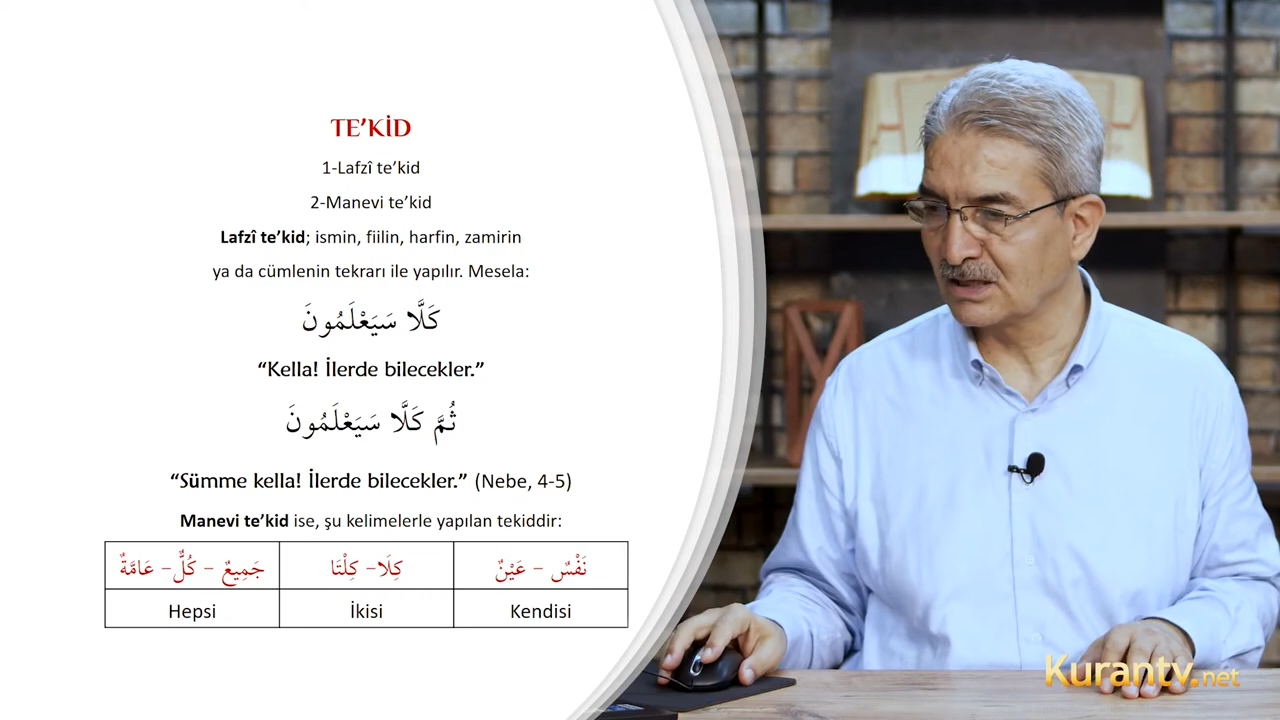 TE’KİD
1-Lafzî te’kid
2-Manevi te’kid
Lafzî te’kid; ismin, fiilin, harfin, zamirin
ya da cümlenin tekrarı ile yapılır. Mesela:
كَلَّا سَيَعْلَمُونَ
“Kella! İlerde bilecekler.”
ثُمَّ كَلَّا سَيَعْلَمُونَ
“Sümme kella! İlerde bilecekler.” (Nebe, 4-5)
Manevi te’kid ise, şu kelimelerle yapılan tekiddir:
جَمِيعٌ – كُلٌّ– عَامَّةٌ
كِلَا– كِلْتَا
نَفْسٌ – عَيْنٌ
Hepsi
İkisi
Kendisi
Kurantv.net